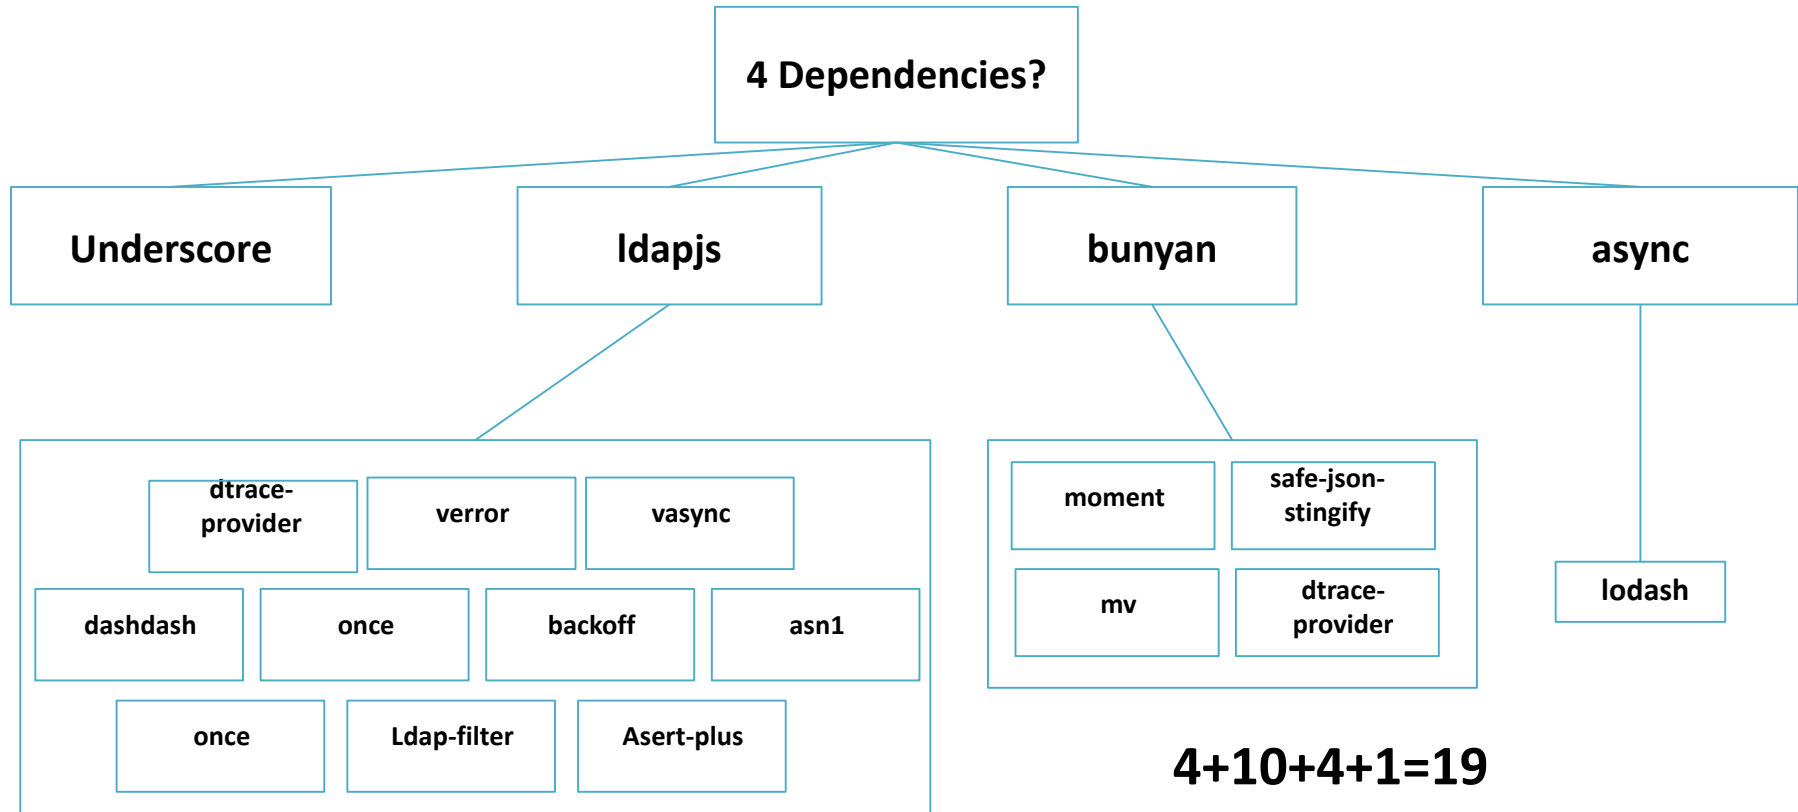 4 Dependencies?
Underscore
ldapjs
bunyan
async
dtrace-
provider
verror
vasync
dashdash
once
backoff
asn1
once
Ldap-filter
Asert-plus
moment
safe-json-
stingify
mv
dtrace-
provider
lodash
4+10+4+1=19